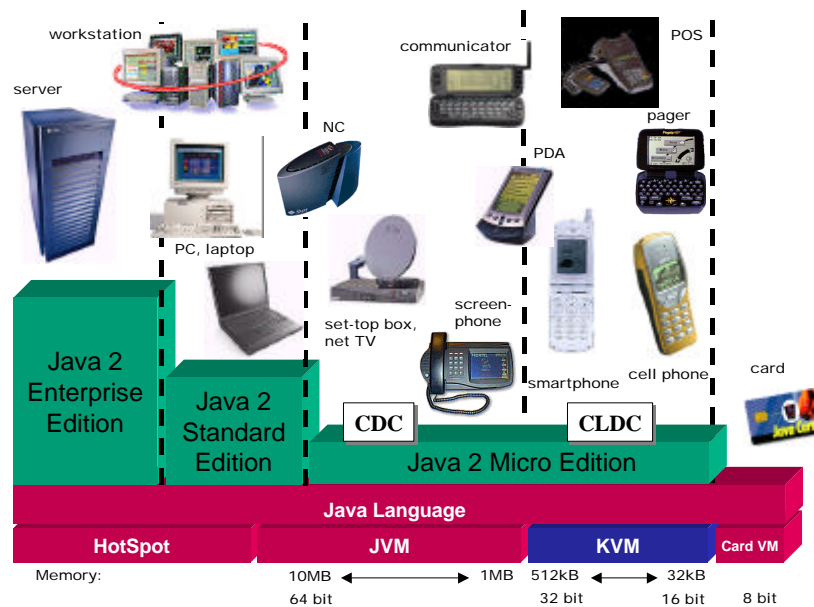 workstation
server
communicator
POS
NC
pager
PDA
PC, laptop
set-top box,
net TV
screen-
phone
smartphone
cell phone
card
Java 2
Enterprise
Edition
Java 2
Standard
Edition
CDC
CLDC
Java 2 Micro Edition
Java Language
HotSpot
JVM
KVM
Card VM
Memory:
10MB
1MB
512kB
32kB
64 bit
32 bit
16 bit
8 bit